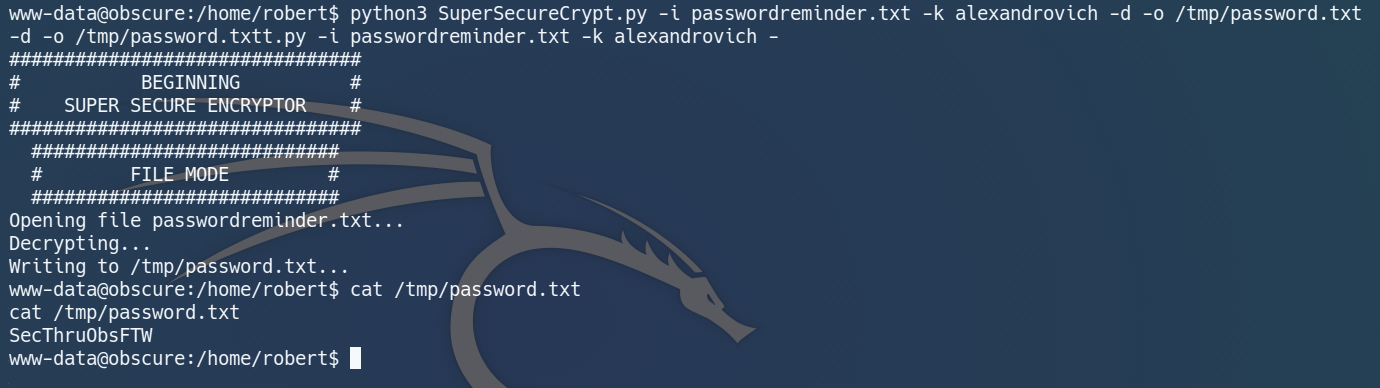 www-data@obscure:/home/robert$ python3 SuperSecureCrypt.py -i passwordreminder.txt -k alexandrovich -d -o /tmp/password.txt
-d -o /tmp/password.txtt.py -i passwordreminder.txt -k alexandrovich -
################################
#           BEGINNING          #
#    SUPER SECURE ENCRYPTOR    #
################################
  ############################
  #        FILE MODE         #
  ############################
Opening file passwordreminder.txt...
Decrypting...
Writing to /tmp/password.txt...
www-data@obscure:/home/robert$ cat /tmp/password.txt
cat /tmp/password.txt
SecThruObsFTW
www-data@obscure:/home/robert$